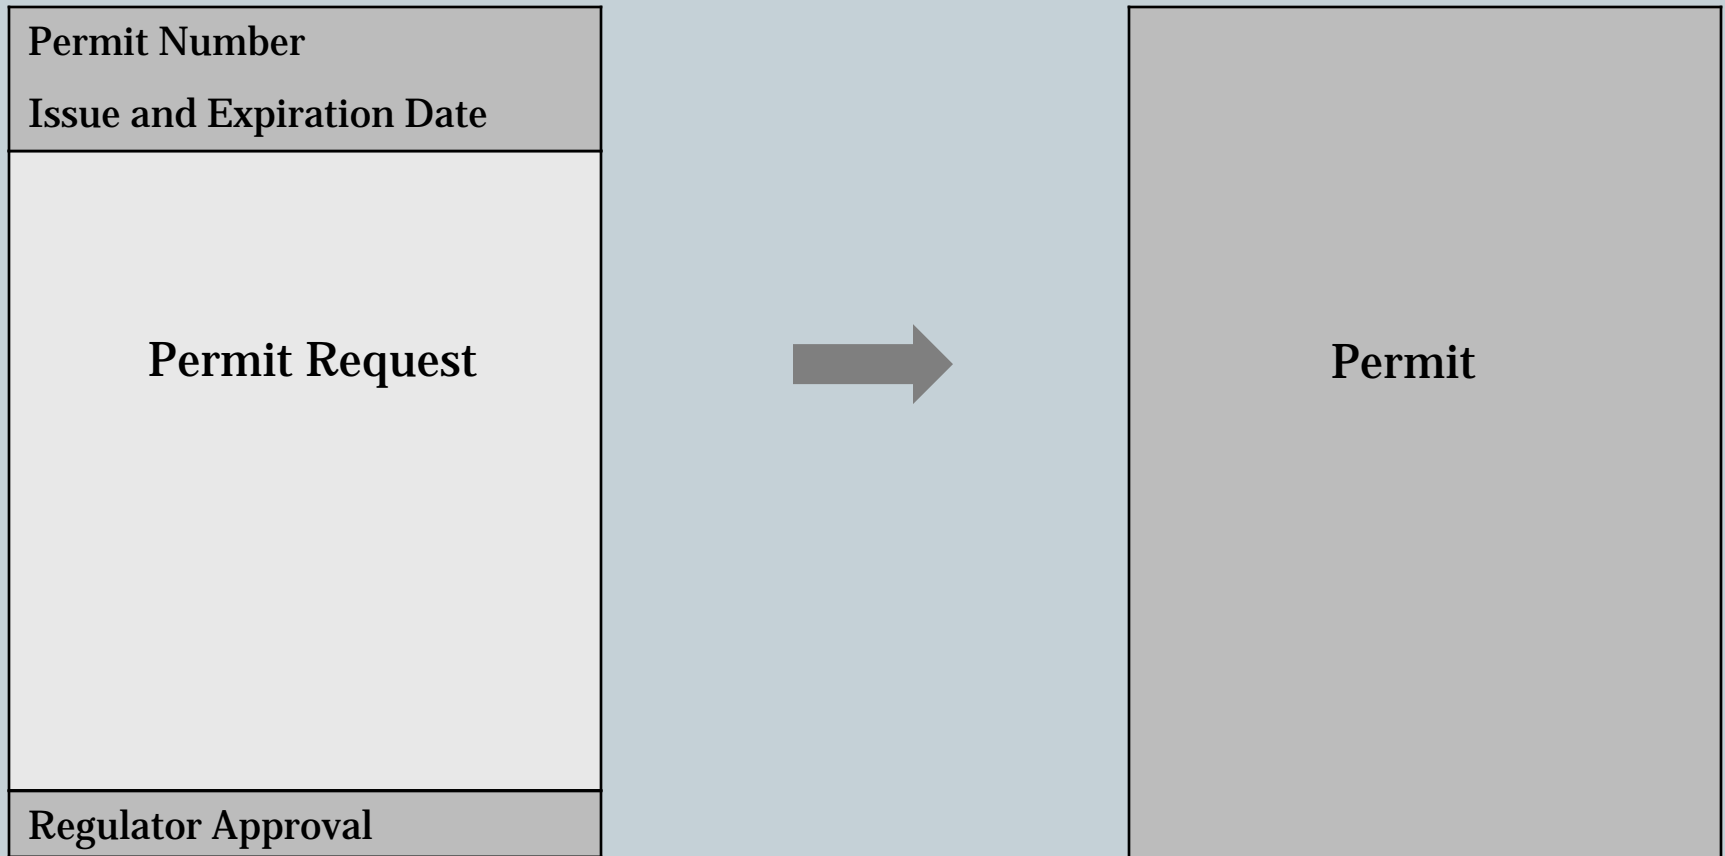 Permit Number
Issue and Expiration Date
Permit Request
Permit
Regulator Approval